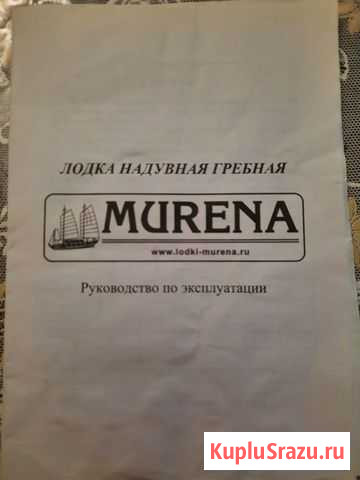 ЛОДКА НАДУВНАЯ ГРЕБНАЯ
MURENA
www.lodki-murena.ru
Руководство по эксплуатации
KupluSrazu.ru